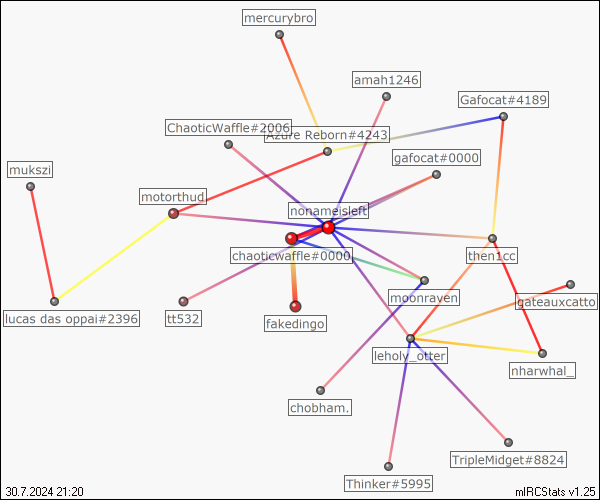 mercurybro
amah1246
Gafocat#4189
ChaoticWaffle#2006
Azure Reborn#4243
gafocat#0000
mukszi
motorthud
nonameisleft
chaoticwaffle#0000
then1cc
moonraven
gateauxcatto
lucas das oppai#2396
tt532
fakedingo
leholy_otter
nharwhal_
chobham.
TripleMidget#8824
Thinker#5995
30.7.2024 21:20
mIRCStats v1.25